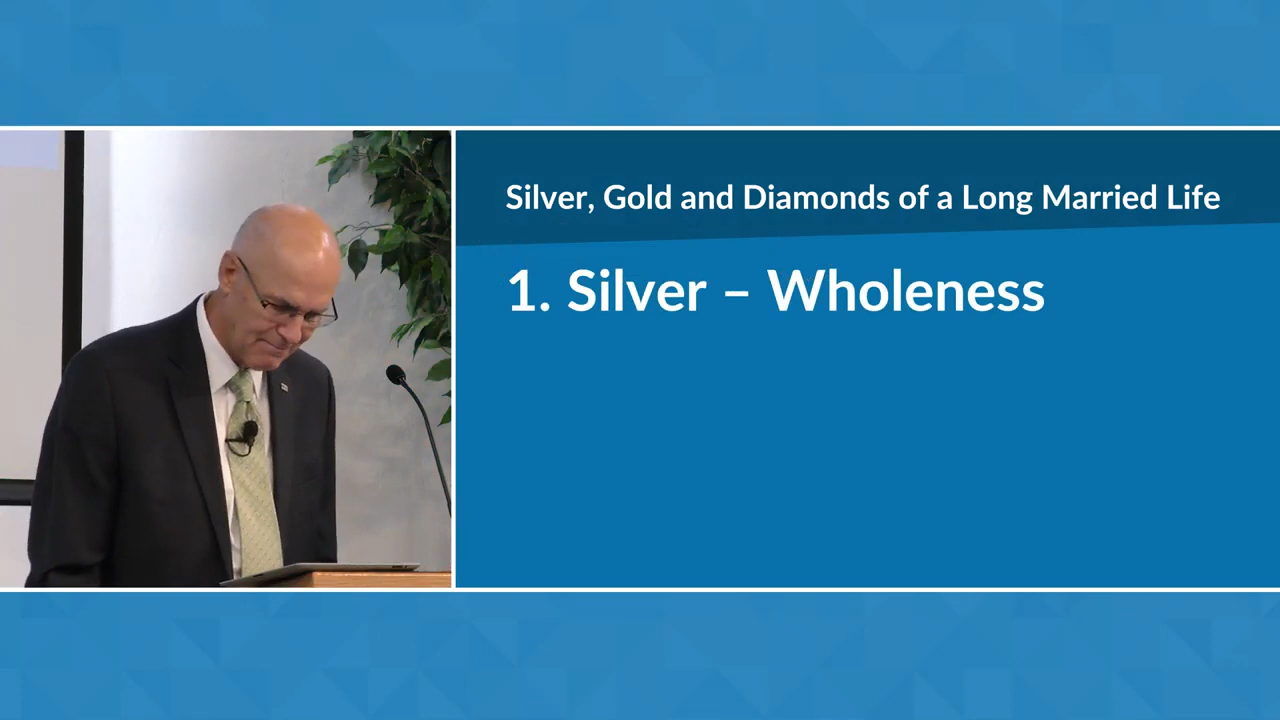 Silver, Gold and Diamonds of a Long Married Life
1. Silver – Wholeness